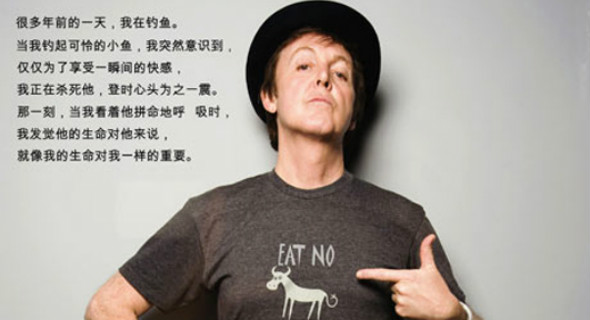 很多年前的一天，我在钓鱼。
当我钓起可怜的小鱼，我突然意识到，
仅仅为了享受一瞬间的快感，
我正在杀死他，登时心头为之一震。
那一刻，当我看着他拼命地呼 吸时，
我发觉他的生命对他来说，
就像我的生命对我一样的重要。
EAT NO